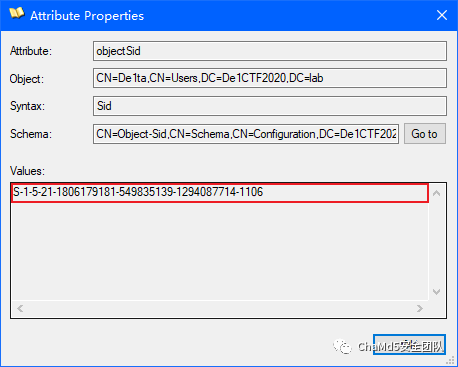 Attribute Properties
Attribute:
objectSid
Object:
CN=De1ta,CN=Users,DC=De1CTF2020,DC=lab
Syntax:
Sid
Schema:
CN=Object-Sid,CN=Schema,CN=Configuration,DC=De1CTF202
Go to
Values:
S-1-5-21-1806179181-549835139-1294087714-1106
ChaMd5安全团队